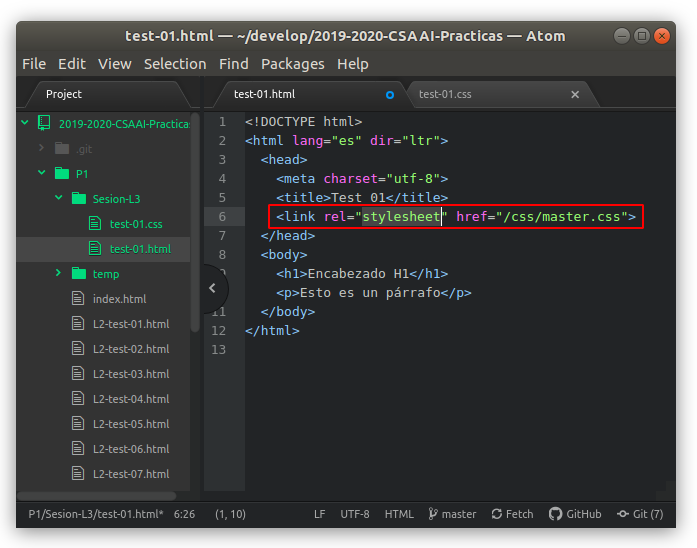 test-01.html — ~/develop/2019-2020-CSAAI-Practicas — Atom
File Edit View Selection Find Packages Help
Project
2019-2020-CSAAI-Practicas
.git
P1
Sesion-L3
test-01.css
test-01.html
temp
index.html
L2-test-01.html
L2-test-02.html
L2-test-03.html
L2-test-04.html
L2-test-05.html
L2-test-06.html
L2-test-07.html
test-01.html test-01.css
1 <!DOCTYPE html>
2 <html lang="es" dir="ltr">
3 <head>
4 <meta charset="utf-8">
5 <title>Test 01</title>
6 <link rel="stylesheet" href="/css/master.css">
7 </head>
8 <body>
<h1>Encabezado H1</h1>
<p>Esto es un párrafo</p>
11 </body>
12 </html>
13
P1/Sesion-L3/test-01.html* 6:26 (1, 10) LF UTF-8 HTML master Fetch GitHub Git (7)